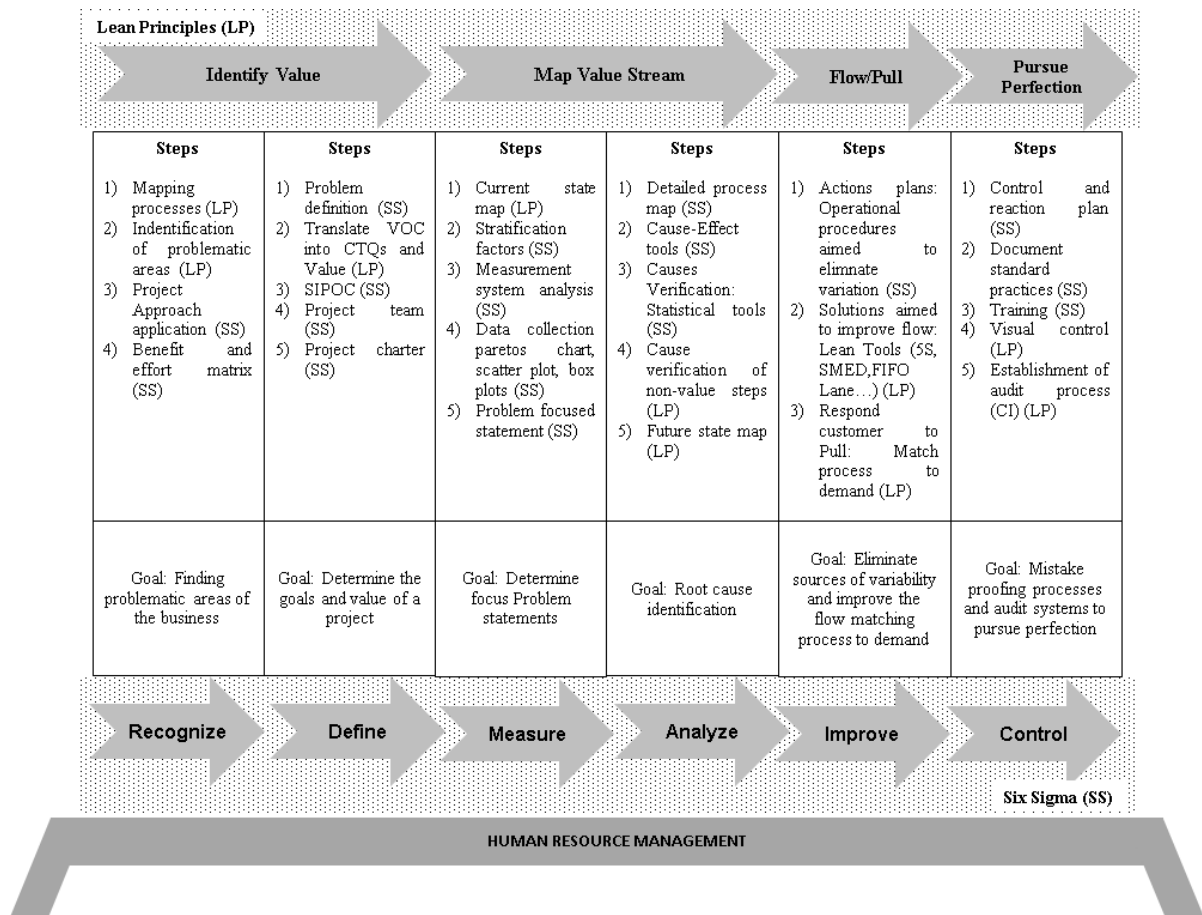 Lean Principles (LP)
Identify Value
Map Value Stream
Flow/Pull
Pursue
Perfection
Steps
1) Mapping
processes (LP)
2) Indentification
of problematic
areas (LP)
3) Project
Approach
application (SS)
4) Benefit and
effort matrix
(SS)
Goal: Finding
problematic areas of
the business
Steps
1) Problem
definition (SS)
2) Translate VOC
into CTQs and
Value (LP)
3) SIPOC (SS)
4) Project team
(SS)
5) Project charter
(SS)
Goal: Determine the
goals and value of a
project
Steps
1) Current state
map (LP)
2) Stratification
factors (SS)
3) Measurement
system analysis
(SS)
4) Data collection
paretos chart,
scatter plot, box
plots (SS)
5) Problem focused
statement (SS)
Goal: Determine
focus Problem
statements
Steps
1) Detailed process
map (SS)
2) Cause-Effect
tools (SS)
3) Causes
Verification:
Statistical tools
(SS)
4) Cause
verification of
non-value steps
(LP)
5) Future state map
(LP)
Goal: Root cause
identification
Steps
1) Actions plans:
Operational
procedures
aimed to
elimnate
variation (SS)
2) Solutions aimed
to improve flow:
Lean Tools (5S,
SMED,FIFO
Lane…) (LP)
3) Respond
customer to
Pull: Match
process to
demand (LP)
Goal: Eliminate
sources of variability
and improve the
flow matching
process to demand
Steps
1) Control and
reaction plan
(SS)
2) Document
standard
practices (SS)
3) Training (SS)
4) Visual control
(LP)
5) Establishment of
audit process
(CI) (LP)
Goal: Mistake
proofing processes
and audit systems to
pursue perfection
Recognize
Define
Measure
Analyze
Improve
Control
Six Sigma (SS)
HUMAN RESOURCE MANAGEMENT